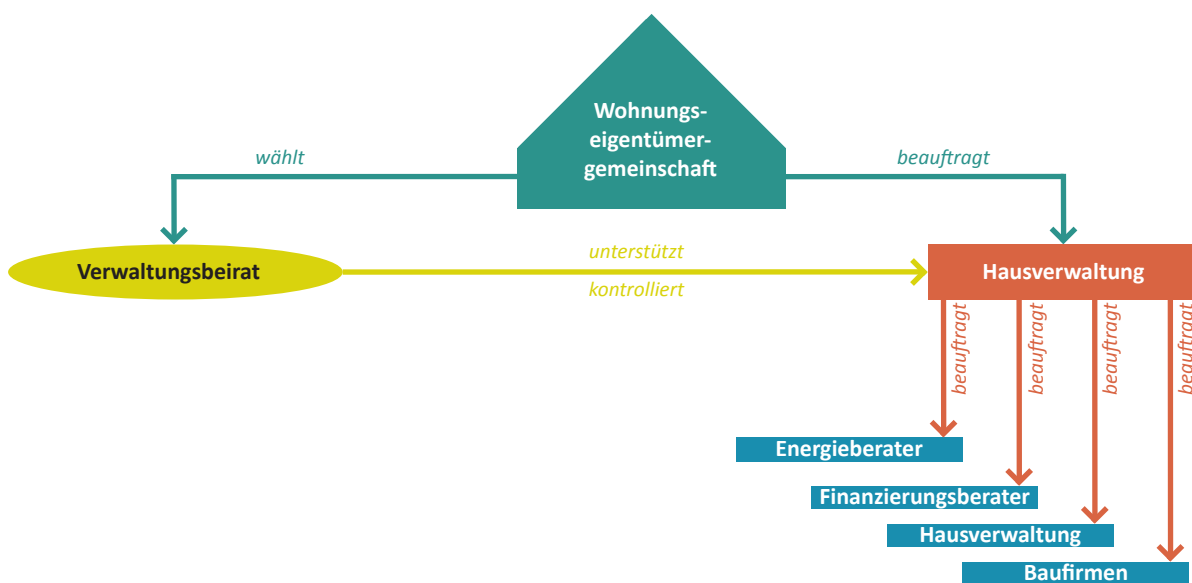 Wohnungs-
eigentümer-
gemeinschaft
wählt
beauftragt
Verwaltungsbeirat
unterstützt
kontrolliert
Hausverwaltung
beauftragt
beauftragt
beauftragt
beauftragt
Energieberater
Finanzierungsberater
Hausverwaltung
Baufirmen